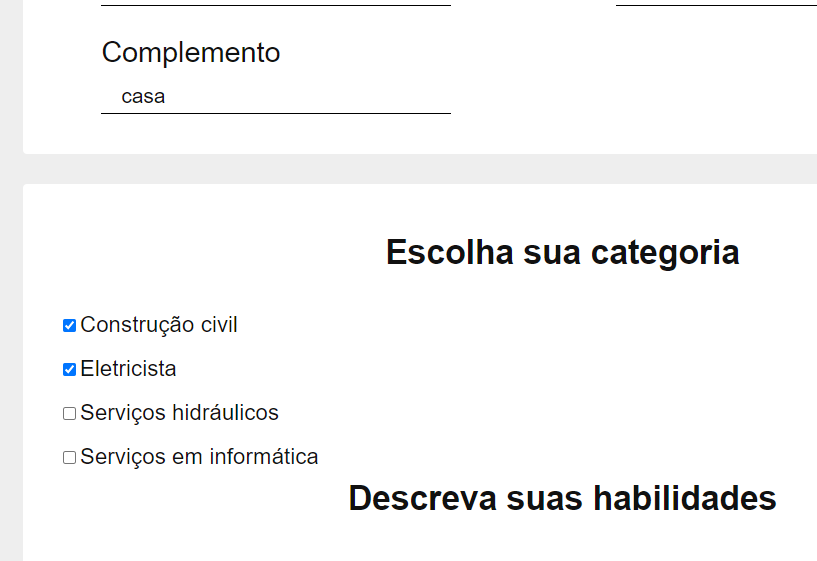 Complemento
casa
Escolha sua categoria
Construção civil
Eletricista
Serviços hidráulicos
Serviços em informática
Descreva suas habilidades